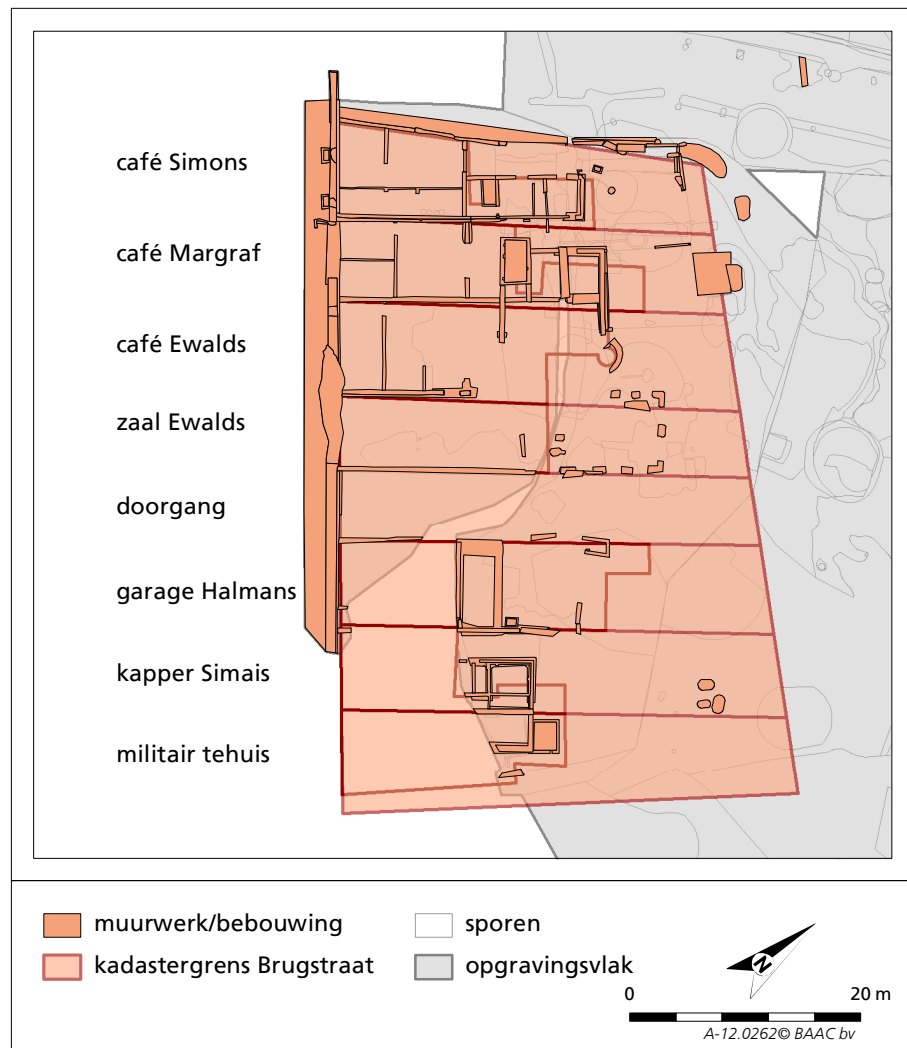 café Simons
café Margraf
café Ewalds
zaal Ewalds
doorgang
garage Halmans
kapper Simais
militair tehuis
muurwerk/bebouwing
kadastergrens Brugstraat
sporen
opgravingsvlak
N
0 20 m
A-12.0262© BAAC bv